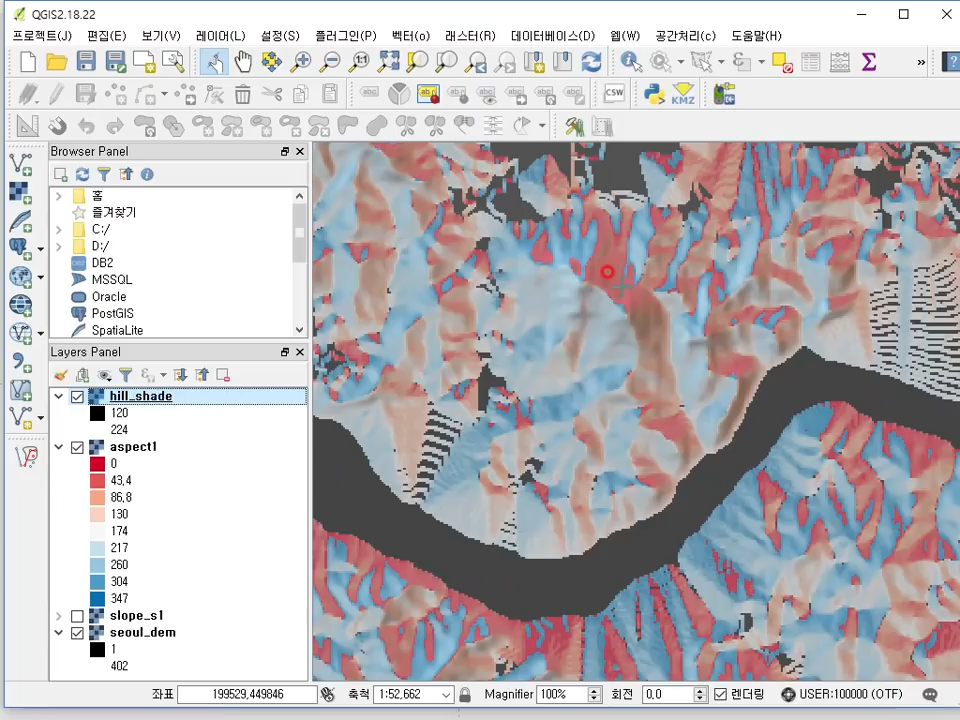 QGIS2.18.22
프로젝트(J) 편집(E) 보기(V) 레이어(L) 설정(S) 플러그인(P) 벡터(o) 래스터(R) 데이터베이스(D) 웹(W) 공간처리(c) 도움말(H)
CSW
KMZ
Browser Panel
홈
즐겨찾기
C:/
D:/
DB2
MSSQL
Oracle
PostGIS
SpatiaLite
Layers Panel
hill_shade
120
224
aspect1
0
43,4
86,8
130
174
217
260
304
347
slope_s1
seoul_dem
1
402
좌표 199529,449846 축척 1:52,662 Magnifier 100% 회전 0,0 렌더링 USER:100000 (OTF)